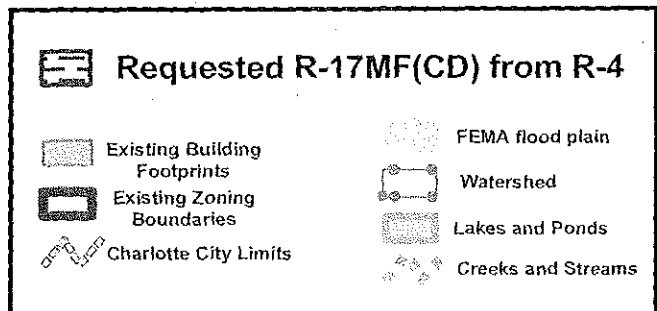 Requested R-17MF(CD) from R-4
Existing Building
Footprints
Existing Zoning
Boundaries
Charlotte City Limits
FEMA flood plain
Watershed
Lakes and Ponds
Creeks and Streams